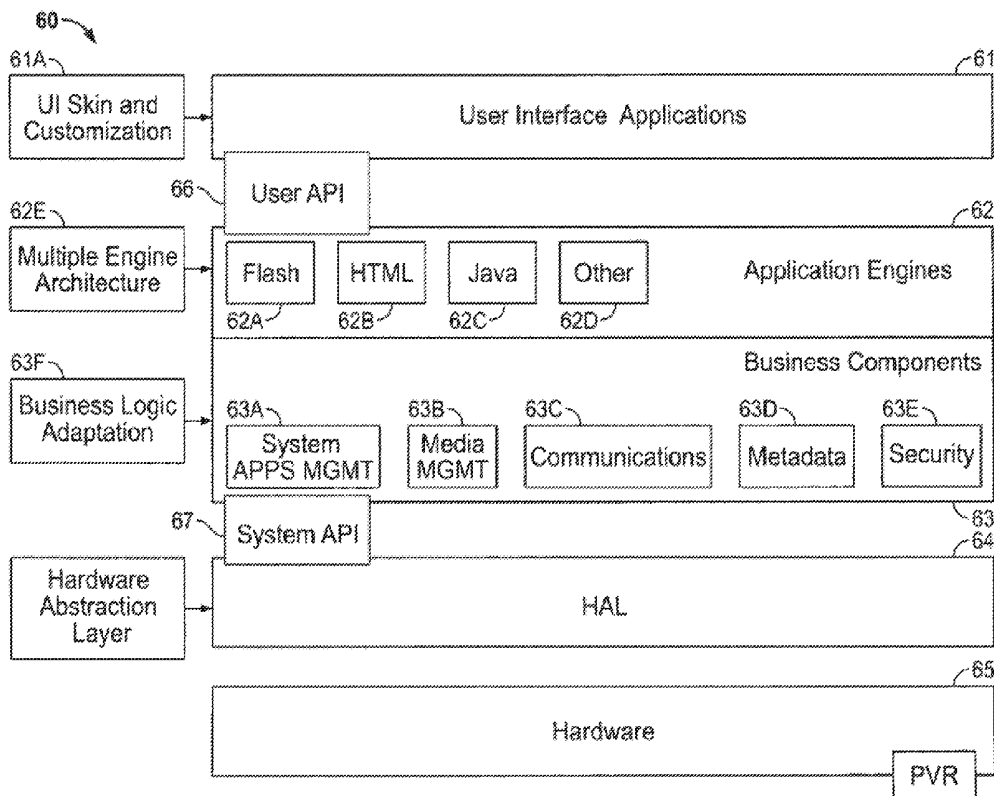 60
61A
61
UI Skin and
Customization
User Interface Applications
66
User API
62E
62
Multiple Engine
Architecture
Flash
HTML
Java
Other
Application Engines
62A
62B
62C
62D
63F
Business Components
Business Logic
Adaptation
63A
63B
63C
63D
63E
System
APPS MGMT
Media
MGMT
Communications
Metadata
Security
67
System API
63
64
Hardware
Abstraction
Layer
HAL
65
Hardware
PVR